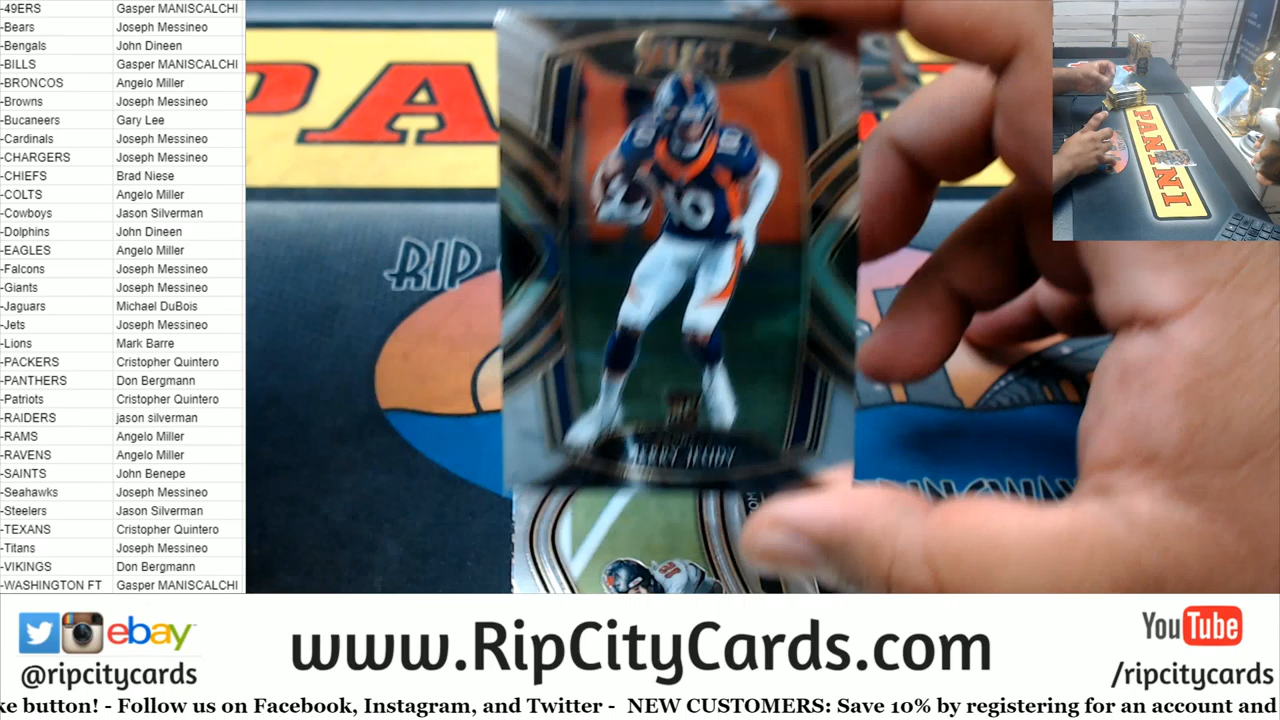 -49ERS Gasper MANISCALCHI
-Bears Joseph Messineo
-Bengals John Dineen
-BILLS Gasper MANISCALCHI
-BRONCOS Angelo Miller
-Browns Joseph Messineo
-Bucaneers Gary Lee
-Cardinals Joseph Messineo
-CHARGERS Joseph Messineo
-CHIEFS Brad Niese
-COLTS Angelo Miller
-Cowboys Jason Silverman
-Dolphins John Dineen
-EAGLES Angelo Miller
-Falcons Joseph Messineo
-Giants Joseph Messineo
-Jaguars Michael DuBois
-Jets Joseph Messineo
-Lions Mark Barre
-PACKERS Cristopher Quintero
-PANTHERS Don Bergmann
-Patriots Cristopher Quintero
-RAIDERS jason silverman
-RAMS Angelo Miller
-RAVENS Angelo Miller
-SAINTS John Benepe
-Seahawks Joseph Messineo
-Steelers Jason Silverman
-TEXANS Cristopher Quintero
-Titans Joseph Messineo
-VIKINGS Don Bergmann
-WASHINGTON FT Gasper MANISCALCHI
PA
SELECT
10
JERRY JEUDY
RIP
PANINI
ebay
@ripcitycards
www.RipCityCards.com
YouTube
/ripcitycards
ke button! - Follow us on Facebook, Instagram, and Twitter - NEW CUSTOMERS: Save 10% by registering for an account and